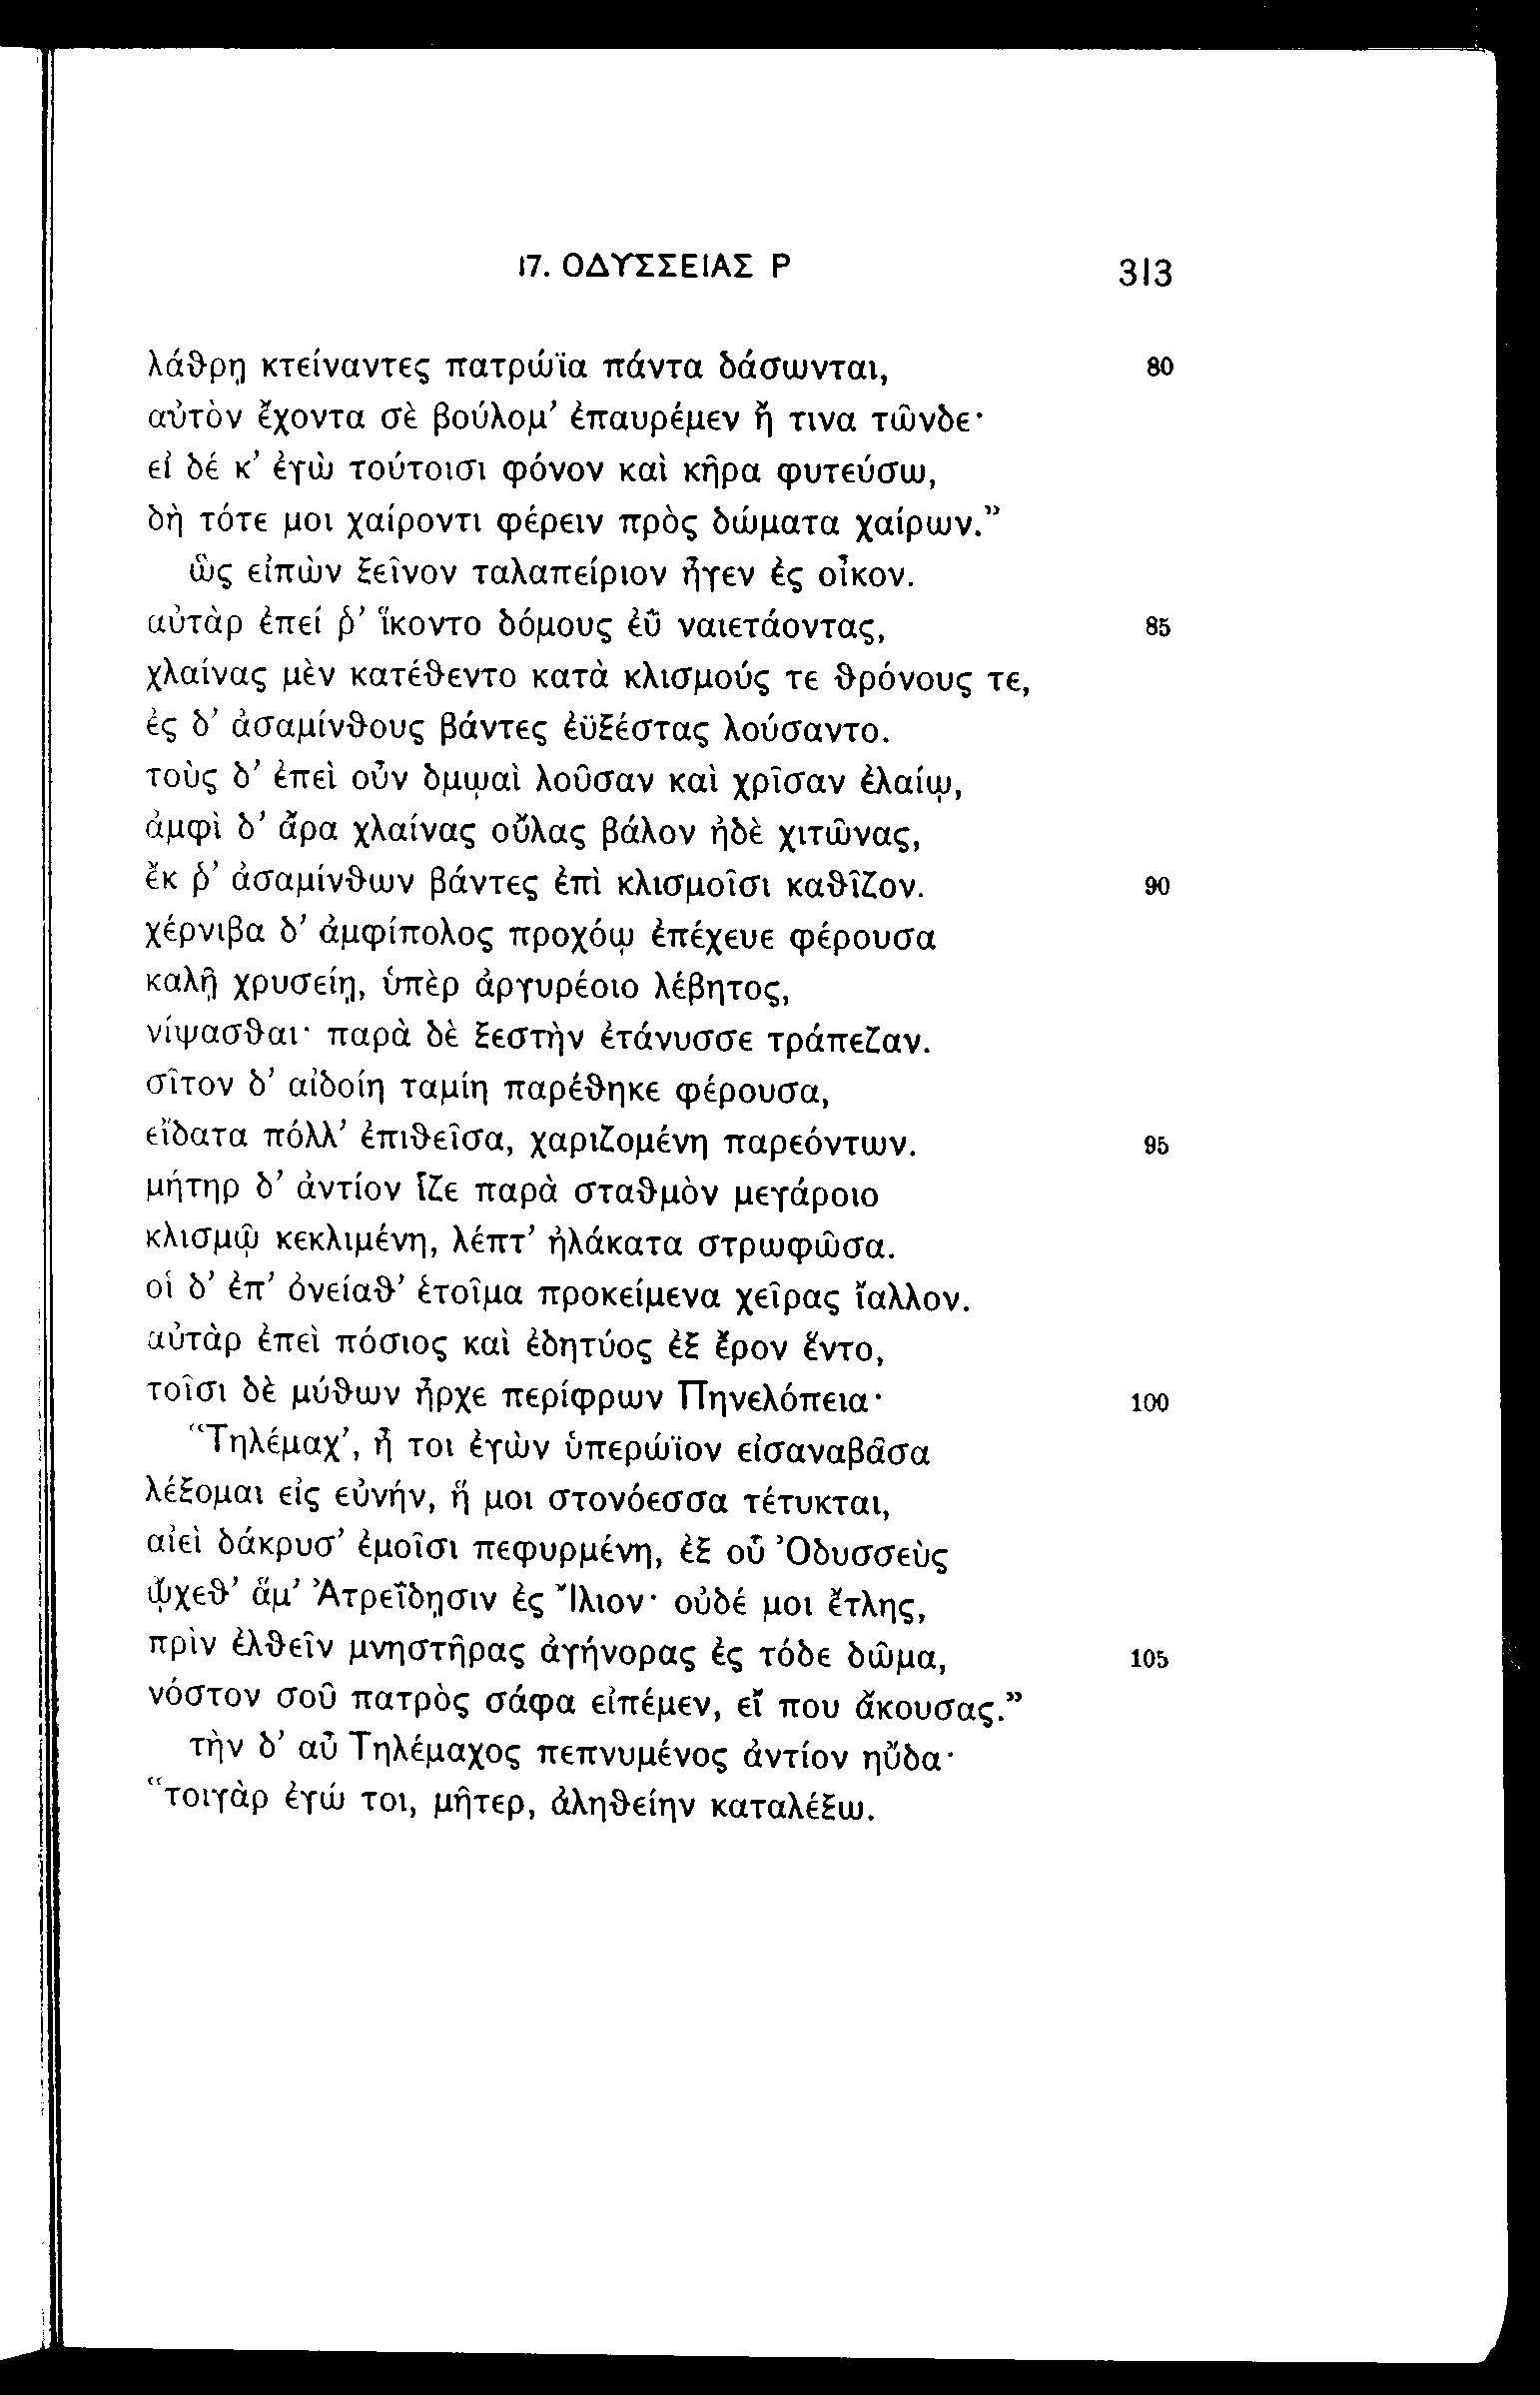 17. ΟΔΥΣΣΕΙΑΣ Ρ 313
λάϑρῃ κτείναντες πατρώϊα πάντα δάσωνται, 80
αὐτὸν ἔχοντα σὲ βούλομ’ ἐπαυρέμεν ἤ τινα τῶνδε·
εἰ δέ κ’ ἐγὼ τούτοισι φόνον καὶ κῆρα φυτεύσω,
δὴ τότε μοι χαίροντι φέρειν πρὸς δώματα χαίρων.”
ὣς εἰπὼν ξεῖνον ταλαπείριον ἦγεν ἐς οἶκον.
αὐτὰρ ἐπεί ῥ’ ἵκοντο δόμους ἐῢ ναιετάοντας, 85
χλαίνας μὲν κατέϑεντο κατὰ κλισμούς τε ϑρόνους τε,
ἐς δ’ ἀσαμίνϑους βάντες ἐϋξέστας λούσαντο.
τοὺς δ’ ἐπεὶ οὖν δμῳαὶ λοῦσαν καὶ χρῖσαν ἐλαίῳ,
ἀμφὶ δ’ ἄρα χλαίνας οὔλας βάλον ἠδὲ χιτῶνας,
ἔκ ῥ’ ἀσαμίνϑων βάντες ἐπὶ κλισμοῖσι καϑῖζον. 90
χέρνιβα δ’ ἀμφίπολος προχόῳ ἐπέχευε φέρουσα
καλῇ χρυσείῃ, ὑπὲρ ἀργυρέοιο λέβητος,
νίψασϑαι· παρὰ δὲ ξεστὴν ἐτάνυσσε τράπεζαν.
σῖτον δ’ αἰδοίη ταμίη παρέϑηκε φέρουσα,
εἴδατα πόλλ’ ἐπιϑεῖσα, χαριζομένη παρεόντων. 95
μήτηρ δ’ ἀντίον ἷζε παρὰ σταϑμὸν μεγάροιο
κλισμῷ κεκλιμένη, λέπτ’ ἠλάκατα στρωφῶσα.
οἱ δ’ ἐπ’ ὀνείαϑ’ ἑτοῖμα προκείμενα χεῖρας ἴαλλον.
αὐτὰρ ἐπεὶ πόσιος καὶ ἐδητύος ἐξ ἔρον ἕντο,
τοῖσι δὲ μύϑων ἦρχε περίφρων Πηνελόπεια· 100
“Τηλέμαχ’, ἦ τοι ἐγὼν ὑπερώϊον εἰσαναβᾶσα
λέξομαι εἰς εὐνήν, ἥ μοι στονόεσσα τέτυκται,
αἰεὶ δάκρυσ’ ἐμοῖσι πεφυρμένη, ἐξ οὗ Ὀδυσσεὺς
ᾤχεϑ’ ἅμ’ Ἀτρεΐδῃσιν ἐς Ἴλιον· οὐδέ μοι ἔτλης,
πρὶν ἐλϑεῖν μνηστῆρας ἀγήνορας ἐς τόδε δῶμα, 105
νόστον σοῦ πατρὸς σάφα εἰπέμεν, εἴ που ἄκουσας.”
τὴν δ’ αὖ Τηλέμαχος πεπνυμένος ἀντίον ηὔδα·
“τοιγὰρ ἐγώ τοι, μῆτερ, ἀληϑείην καταλέξω.